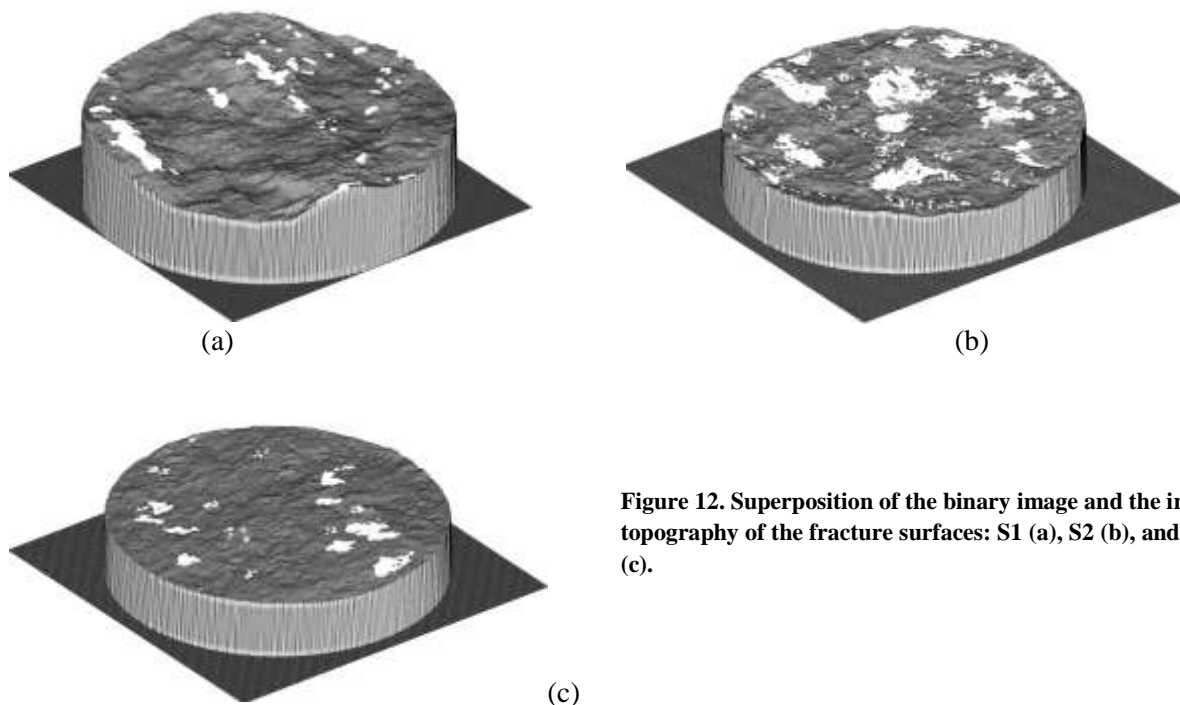 (a)
(b)
Figure 12. Superposition of the binary image and the
topography of the fracture surfaces: S1 (a), S2 (b), and
(c).
(c)